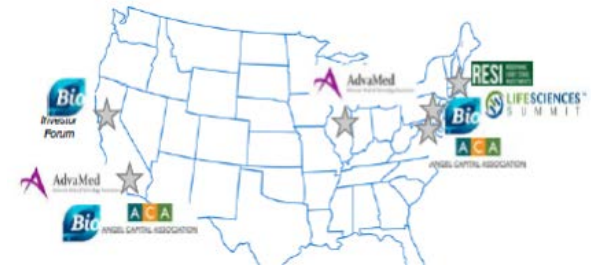 RESI
AdvaMed
LIFESCIENCES
SUMMIT
Bio
Investor
Forum
Bio
ACA
ANGEL CAPITAL ASSOCIATION
AdvaMed
Bio
ACA
ANGEL CAPITAL ASSOCIATION